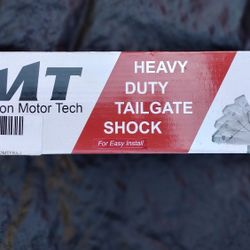 MT
on Motor Tech
HEAVY
DUTY
TAILGATE
SHOCK
For Easy Install